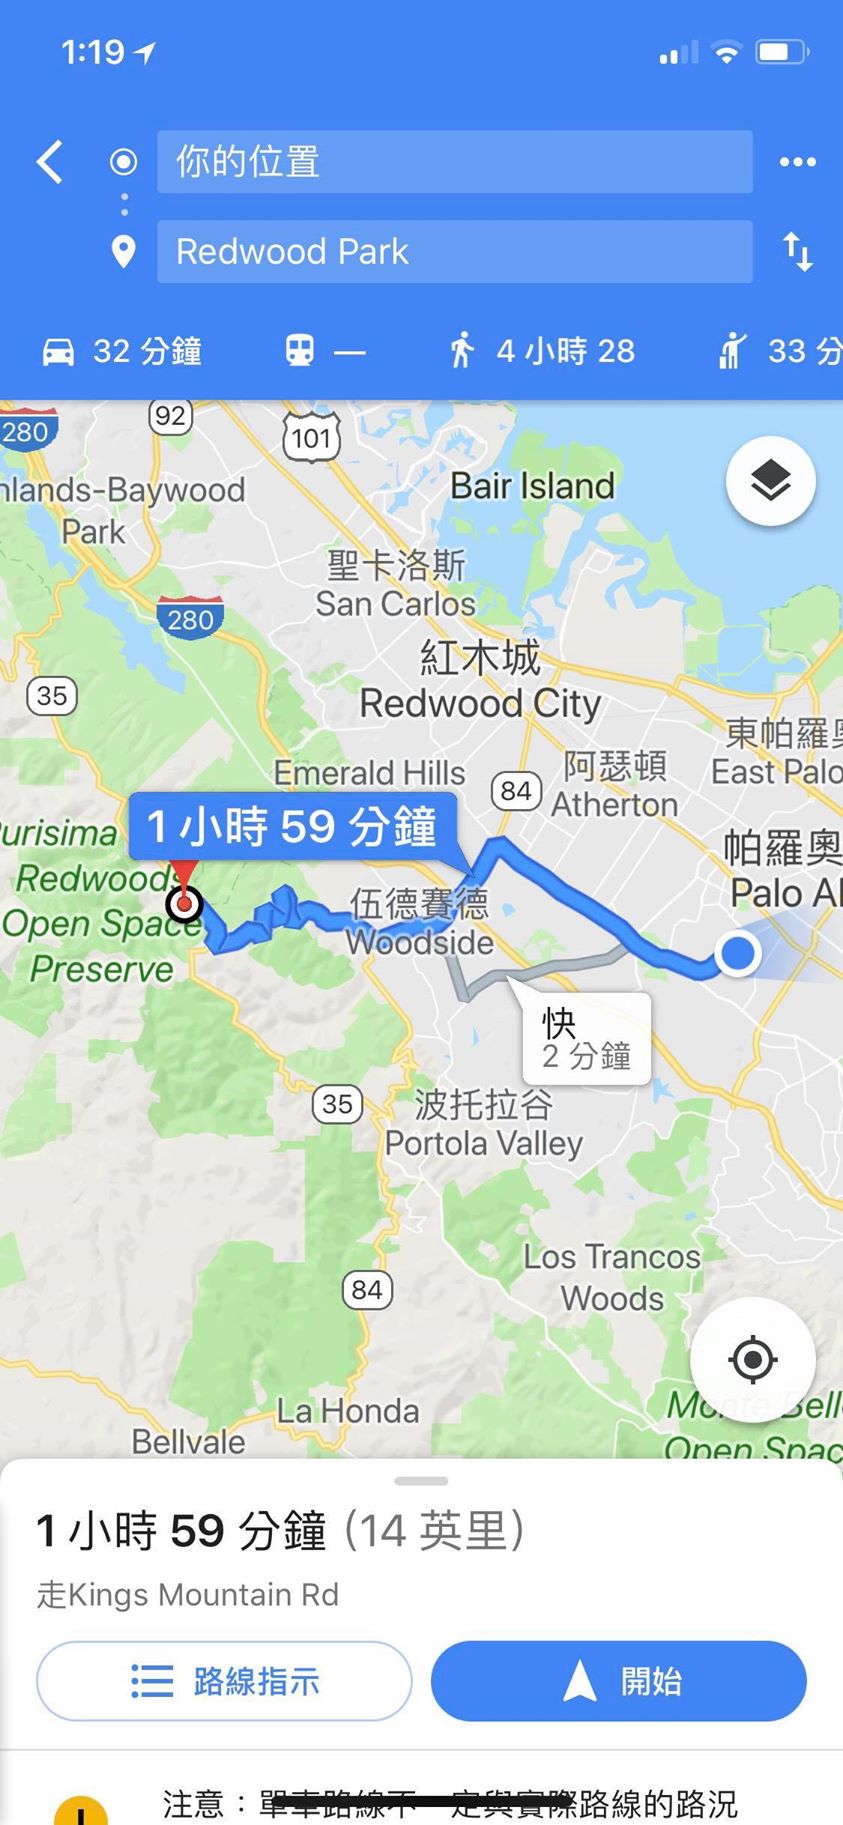 1:19
你的位置
Redwood Park
32 分鐘
—
4 小時 28
33 分
280
92
101
Bair Island
nlands-Baywood
Park
聖卡洛斯
San Carlos
280
紅木城
Redwood City
35
東帕羅奧
East Palo
Emerald Hills
阿瑟頓
Atherton
84
urisima
1 小時 59 分鐘
帕羅奧
Palo Al
Redwoods
Open Space
Preserve
伍德賽德
Woodside
快
2 分鐘
35
波托拉谷
Portola Valley
Los Trancos
Woods
84
La Honda
Monte Bell
Bellvale
Open Spac
1 小時 59 分鐘 (14 英里)
走Kings Mountain Rd
路線指示
開始
注意：單車路線不一定與實際路線的路況